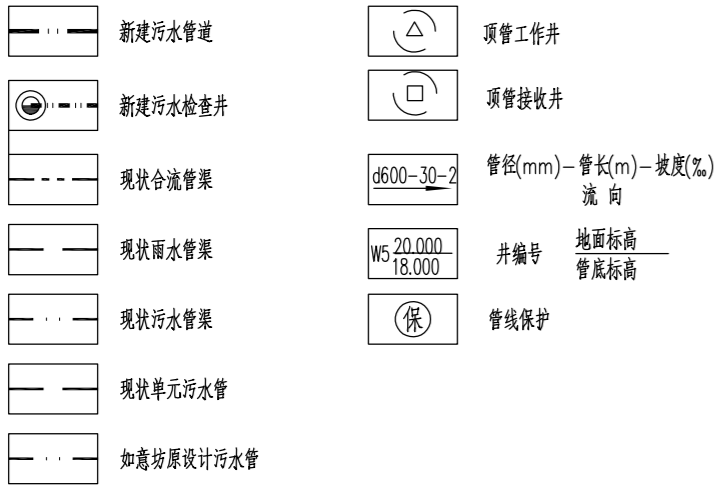 新建污水管道
新建污水检查井
现状合流管渠
现状雨水管渠
现状污水管渠
现状单元污水管
如意坊原设计污水管
顶管工作井
顶管接收井
d600-30-2
管径(mm)-管长(m)-坡度(‰)
流 向
W5 20.000
18.000
井编号
地面标高
管底标高
保
管线保护